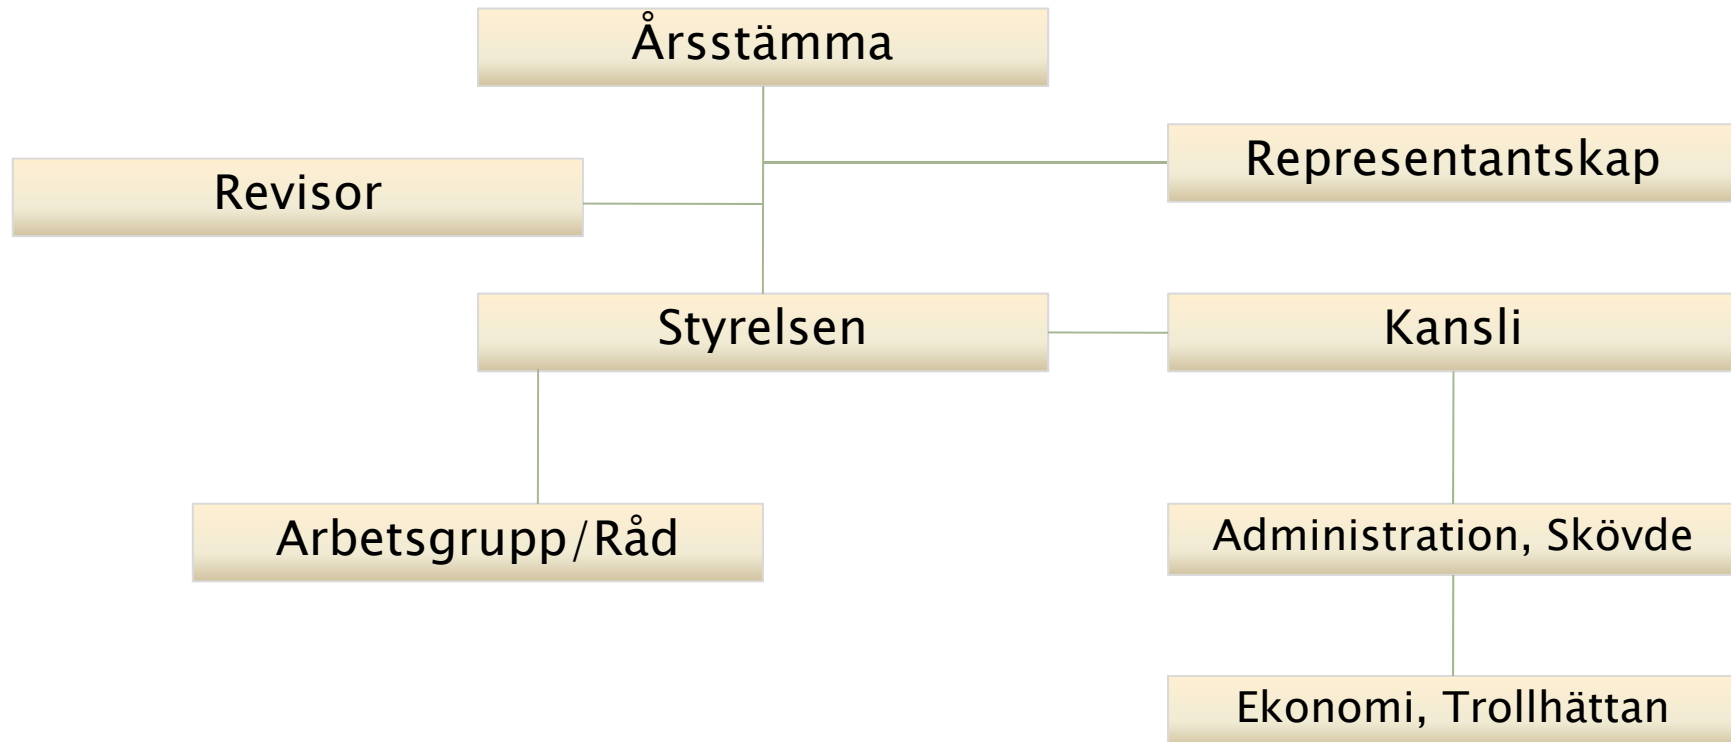 Årsstämma
Representantskap
Revisor
Styrelsen
Kansli
Arbetsgrupp/Råd
Administration, Skövde
Ekonomi, Trollhättan